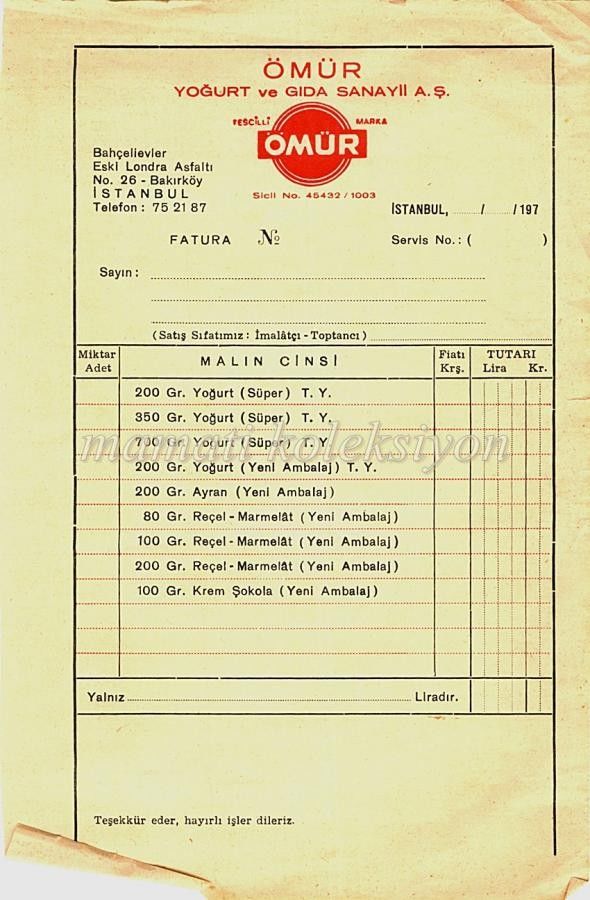 ÖMÜR
YOĞURT ve GIDA SANAYİİ A.Ş.
TESCİLLİ MARKA
ÖMÜR
Sicil No. 45432 / 1003
Bahçelievler
Eski Londra Asfaltı
No. 26 - Bakırköy
İSTANBUL
Telefon : 75 21 87
İSTANBUL, ......... / ......... / 197
FATURA № Servis No. : ( )
Sayın :
(Satış Sıfatımız : İmalâtçı - Toptancı)
Miktar Adet MALIN CİNSİ Fiatı Krş. TUTARI Lira Kr.
200 Gr. Yoğurt (Süper) T. Y.
350 Gr. Yoğurt (Süper) T. Y.
700 Gr. Yoğurt (Süper) T. Y.
mamati koleksiyon
200 Gr. Yoğurt (Yeni Ambalaj) T. Y.
200 Gr. Ayran (Yeni Ambalaj)
80 Gr. Reçel - Marmelât (Yeni Ambalaj)
100 Gr. Reçel - Marmelât (Yeni Ambalaj)
200 Gr. Reçel - Marmelât (Yeni Ambalaj)
100 Gr. Krem Şokola (Yeni Ambalaj)
Yalnız ......... Liradır.
Teşekkür eder, hayırlı işler dileriz.